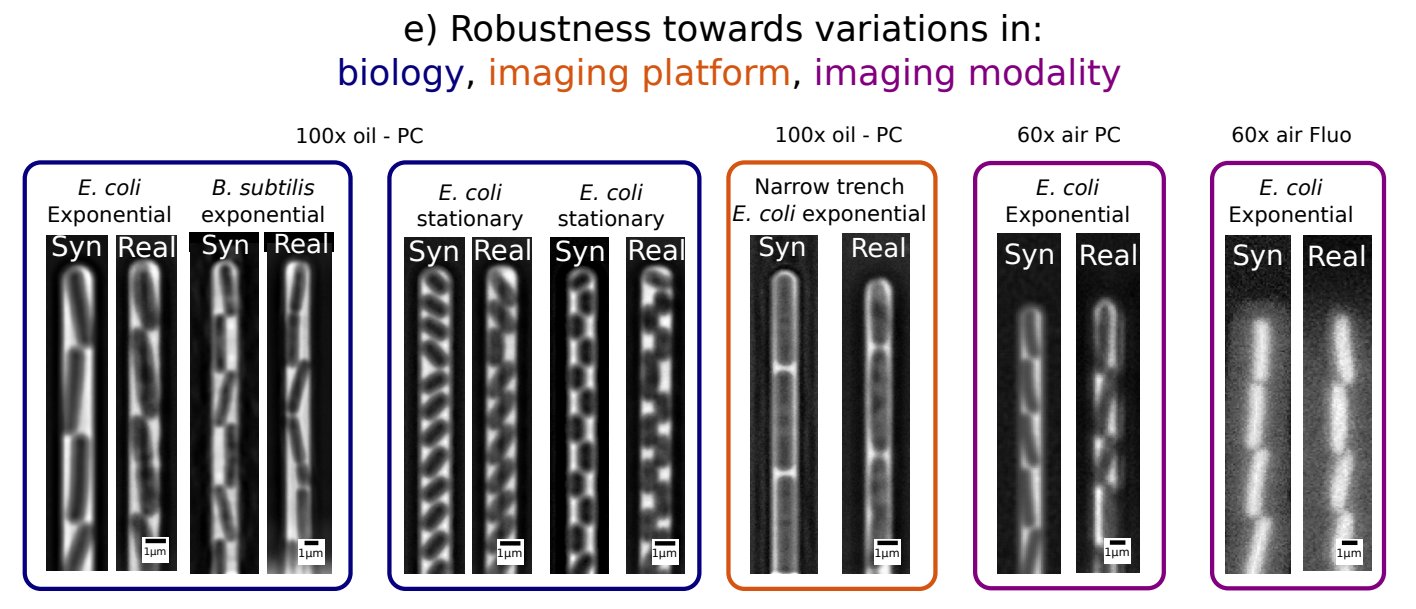 e) Robustness towards variations in:
biology, imaging platform, imaging modality
100x oil - PC
100x oil - PC
60x air PC
60x air Fluo
E. coli
Exponential
Syn
Real
1μm
B. subtilis
exponential
Syn
Real
1μm
E. coli
stationary
Syn
Real
1μm
E. coli
stationary
Syn
Real
1μm
Narrow trench
E. coli exponential
Syn
Real
1μm
E. coli
Exponential
Syn
Real
1μm
E. coli
Exponential
Syn
Real
1μm